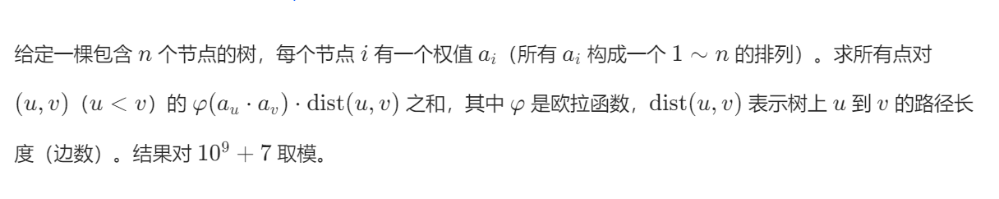 给定一棵包含 n 个节点的树，每个节点 i 有一个权值 a_i（所有 a_i 构成一个 1 ∼ n 的排列）。求所有点对
(u, v)（u < v）的 φ(a_u · a_v) · dist(u, v) 之和，其中 φ 是欧拉函数，dist(u, v) 表示树上 u 到 v 的路径长
度（边数）。结果对 10^9 + 7 取模。